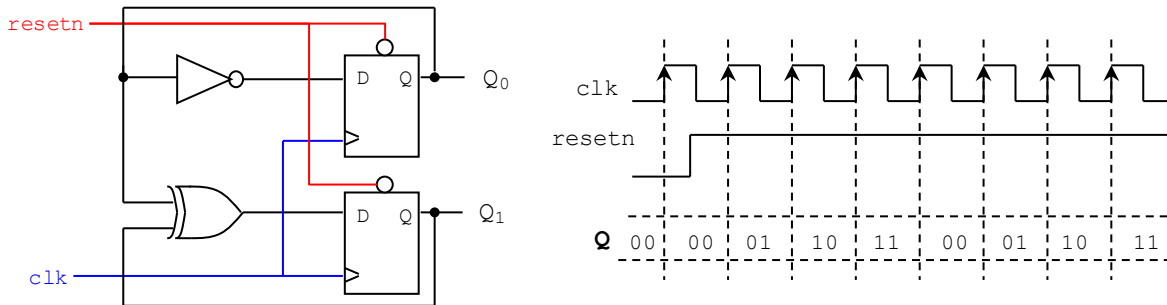 resetn
D Q
Q0
D Q
Q1
clk
clk
resetn
Q 00 00 01 10 11 00 01 10 11